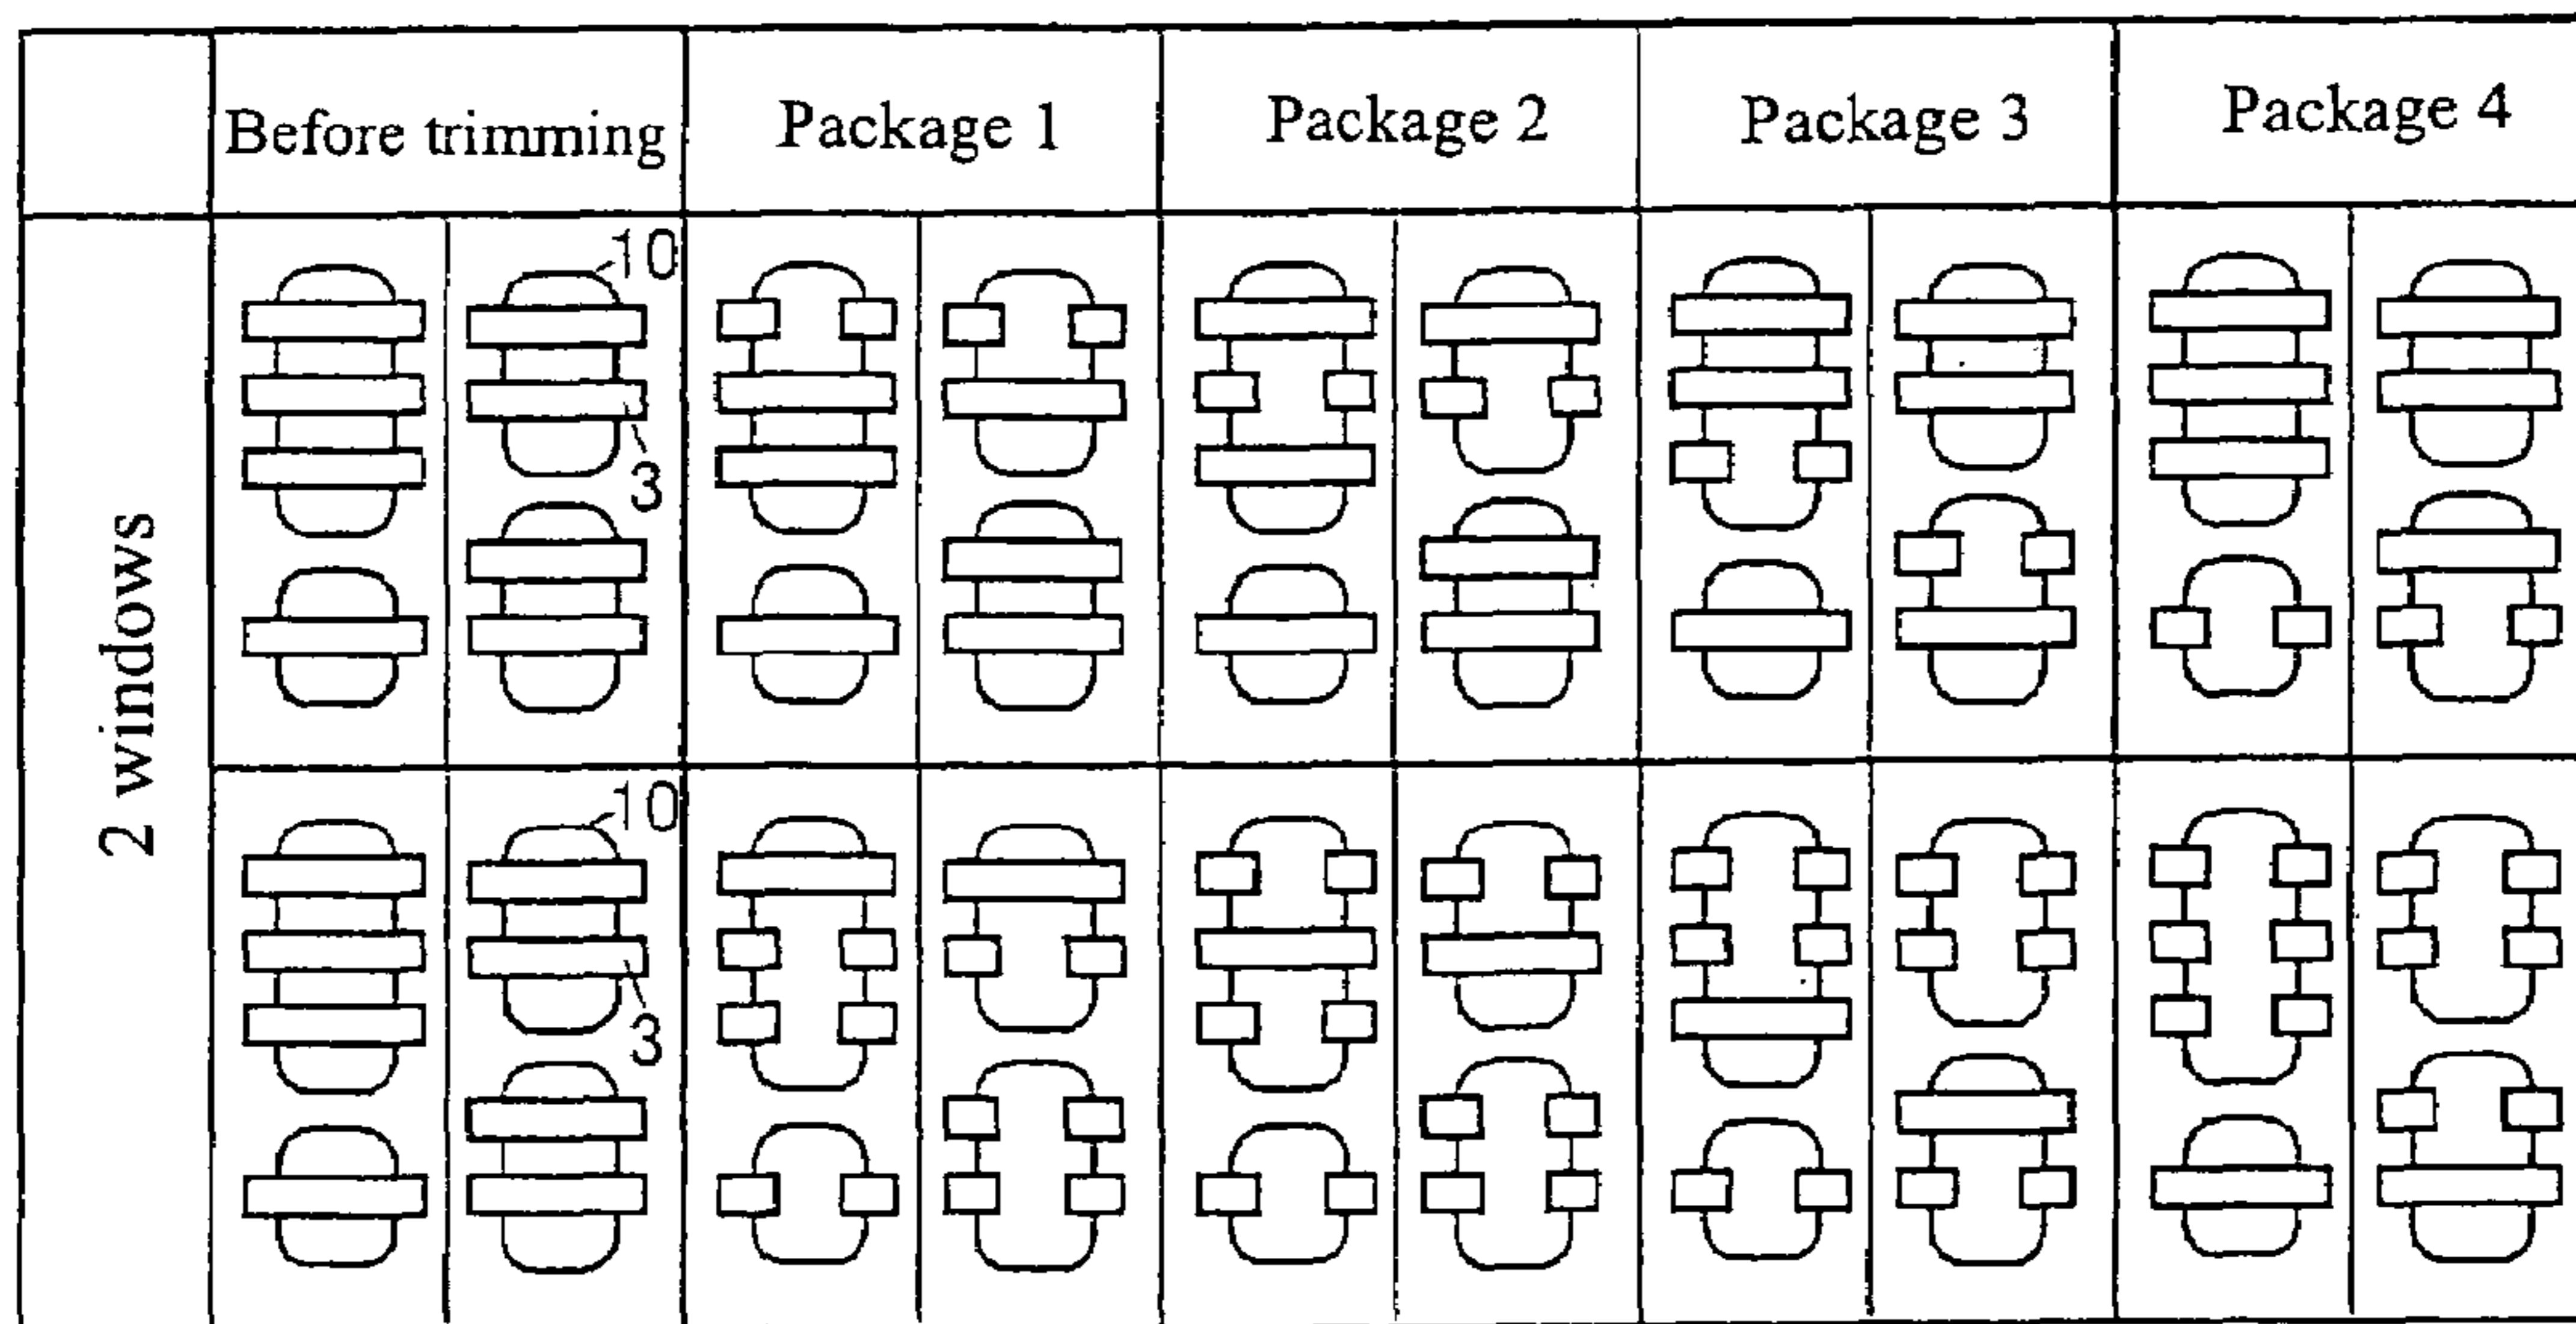 Before trimming
Package 1
Package 2
Package 3
Package 4
2 windows
10
3
10
3